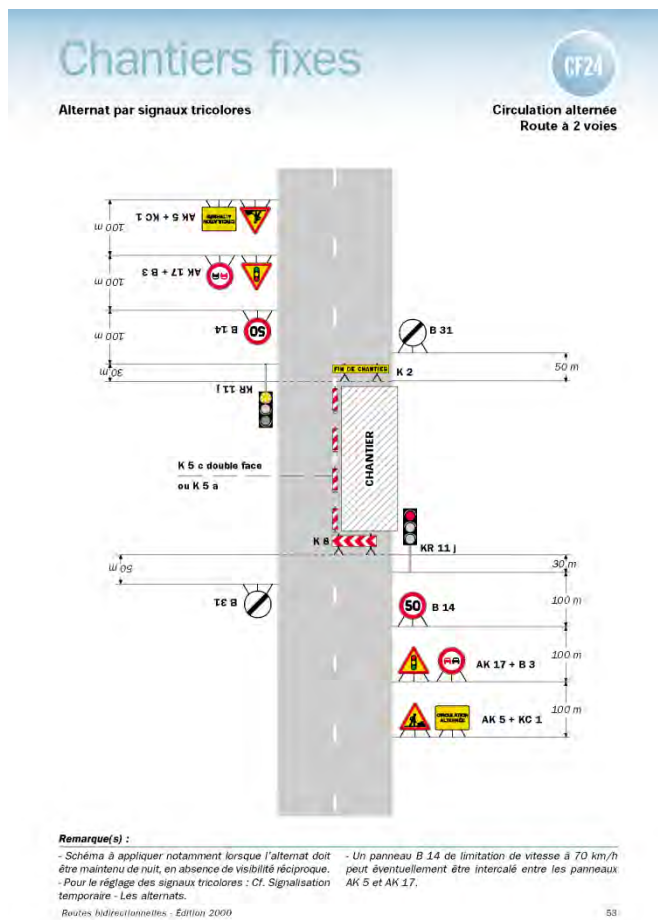 Chantiers fixes
CF24
Alternat par signaux tricolores
Circulation alternée
Route à 2 voies
100 m
AK 5 + KC 1
CIRCULATION
ALTERNÉE
100 m
AK 17 + B 3
100 m
B 14
50
B 31
30 m
KR 11 j
FIN DE CHANTIER
K 2
50 m
CHANTIER
K 5 c double face
ou K 5 a
K 8
KR 11 j
50 m
30 m
B 31
50
B 14
100 m
AK 17 + B 3
100 m
CIRCULATION
ALTERNÉE
AK 5 + KC 1
100 m
Remarque(s) :
- Schéma à appliquer notamment lorsque l'alternat doit
être maintenu de nuit, en absence de visibilité réciproque.
- Pour le réglage des signaux tricolores : Cf. Signalisation
temporaire - Les alternats.
- Un panneau B 14 de limitation de vitesse à 70 km/h
peut éventuellement être intercalé entre les panneaux
AK 5 et AK 17.
Routes bidirectionnelles - Édition 2000
53